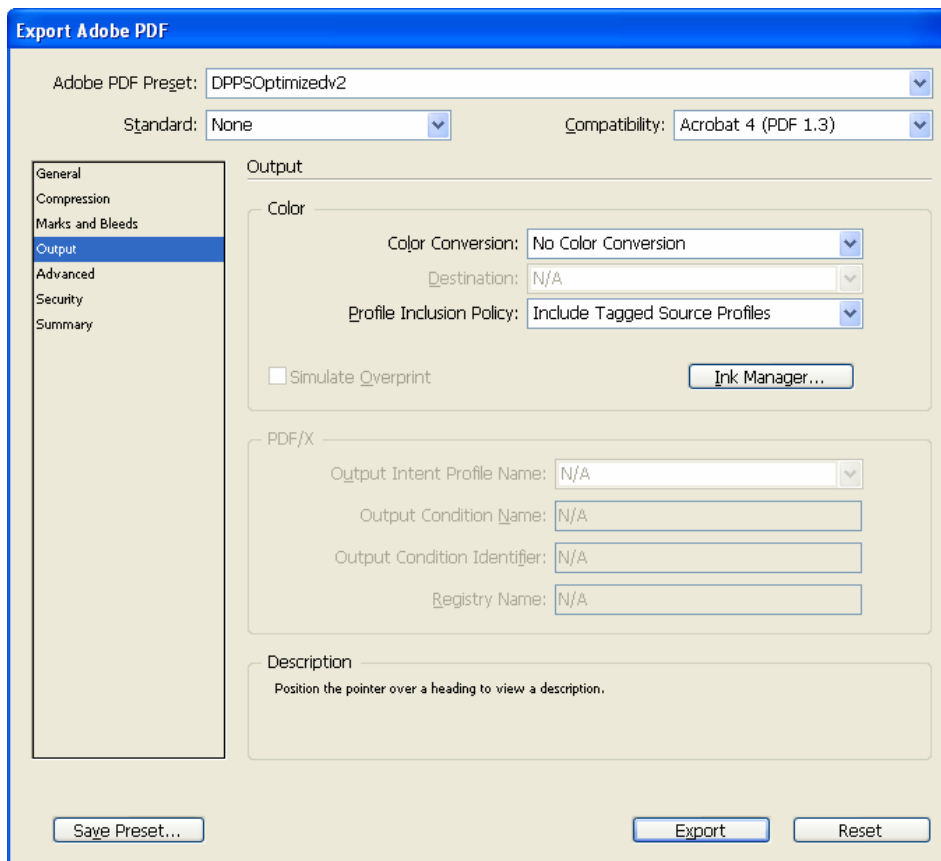 Export Adobe PDF
Adobe PDF Preset: DPPSOptimizedv2
Standard: None Compatibility: Acrobat 4 (PDF 1.3)
General
Compression
Marks and Bleeds
Output
Advanced
Security
Summary
Output
Color
Color Conversion: No Color Conversion
Destination: N/A
Profile Inclusion Policy: Include Tagged Source Profiles
Simulate Overprint Ink Manager...
PDF/X
Output Intent Profile Name: N/A
Output Condition Name: N/A
Output Condition Identifier: N/A
Registry Name: N/A
Description
Position the pointer over a heading to view a description.
Save Preset... Export Reset